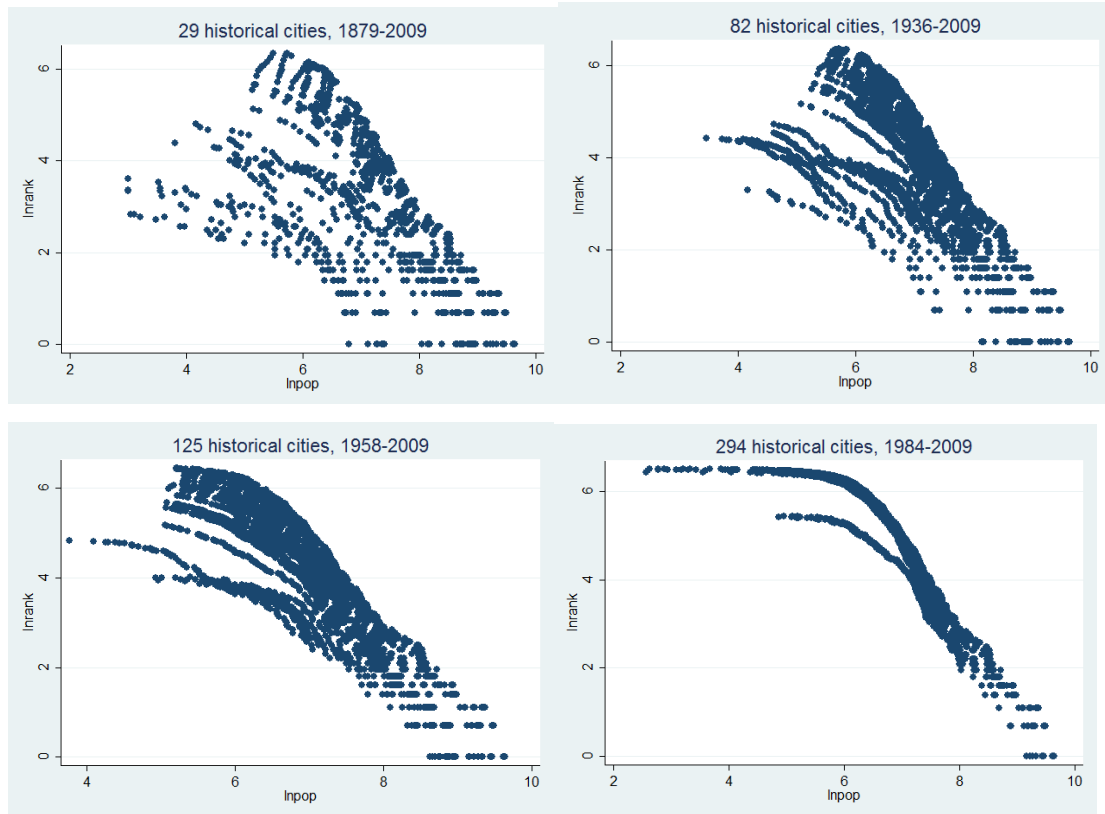 29 historical cities, 1879-2009
lnrank
6
4
2
0
2 4 6 8 10
lnpop
82 historical cities, 1936-2009
lnrank
6
4
2
0
2 4 6 8 10
lnpop
125 historical cities, 1958-2009
lnrank
6
4
2
0
4 6 8 10
lnpop
294 historical cities, 1984-2009
lnrank
6
4
2
0
2 4 6 8 10
lnpop